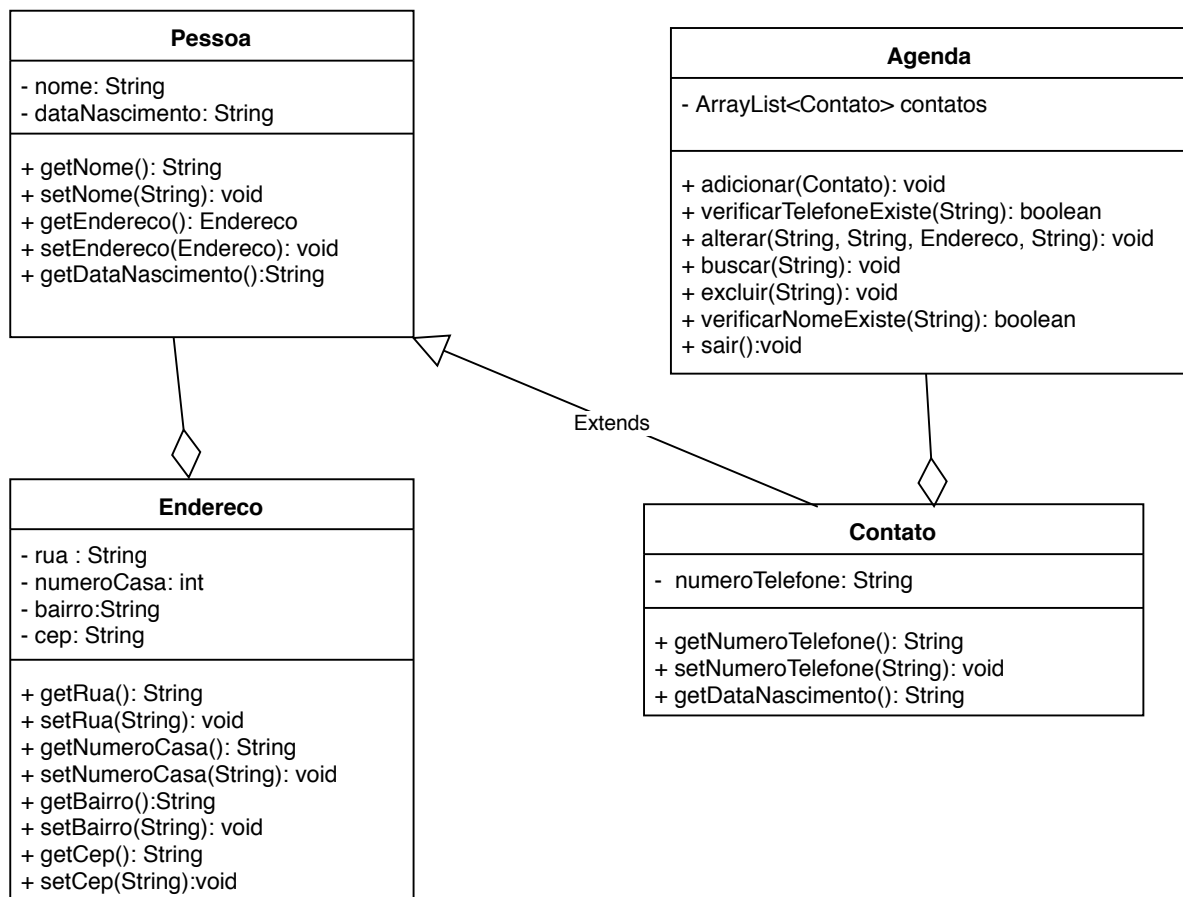 Pessoa
- nome: String
- dataNascimento: String
+ getNome(): String
+ setNome(String): void
+ getEndereco(): Endereco
+ setEndereco(Endereco): void
+ getDataNascimento():String
Agenda
- ArrayList<Contato> contatos
+ adicionar(Contato): void
+ verificarTelefoneExiste(String): boolean
+ alterar(String, String, Endereco, String): void
+ buscar(String): void
+ excluir(String): void
+ verificarNomeExiste(String): boolean
+ sair():void
Extends
Endereco
- rua : String
- numeroCasa: int
- bairro:String
- cep: String
+ getRua(): String
+ setRua(String): void
+ getNumeroCasa(): String
+ setNumeroCasa(String): void
+ getBairro():String
+ setBairro(String): void
+ getCep(): String
+ setCep(String):void
Contato
- numeroTelefone: String
+ getNumeroTelefone(): String
+ setNumeroTelefone(String): void
+ getDataNascimento(): String